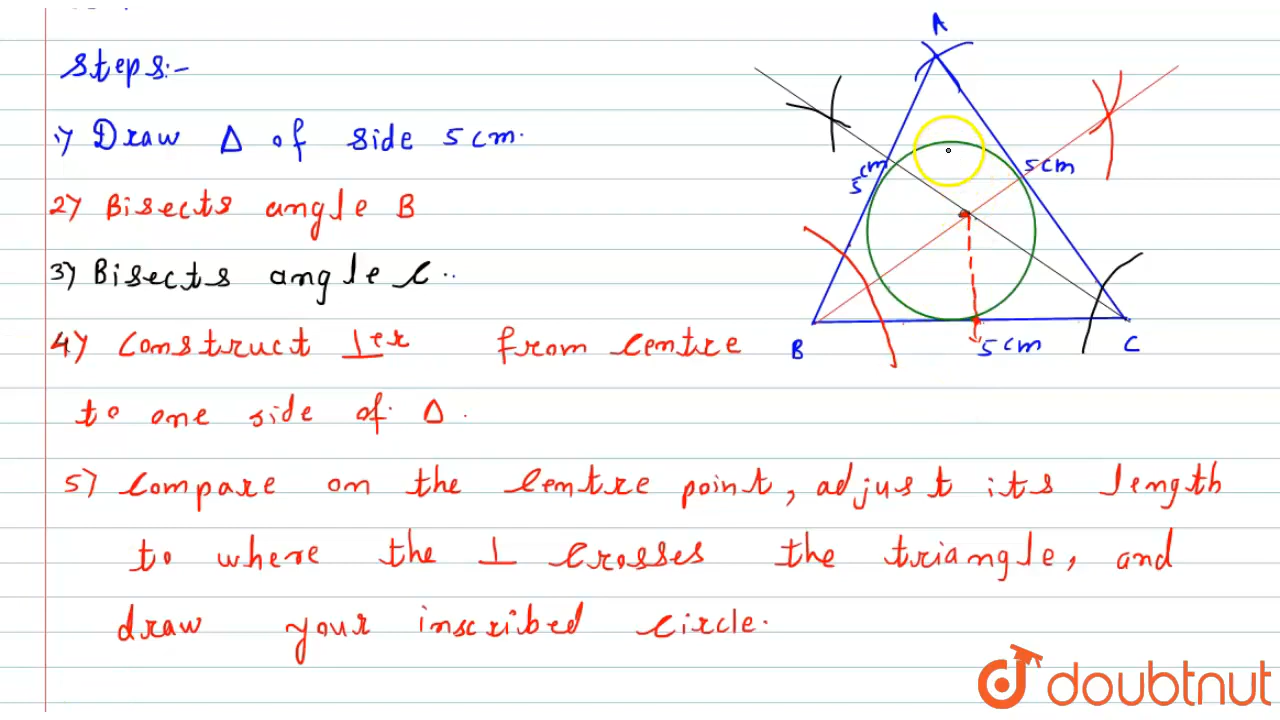 Steps:-
1) Draw Δ of side 5 cm.
2) Bisects angle B
3) Bisects angle C..
4) Construct ⊥er from centre
to one side of Δ.
5) Compare on the centre point, adjust its length
to where the ⊥ crosses the triangle, and
draw your inscribed circle.
A
5cm
5cm
B
5cm
C
doubtnut